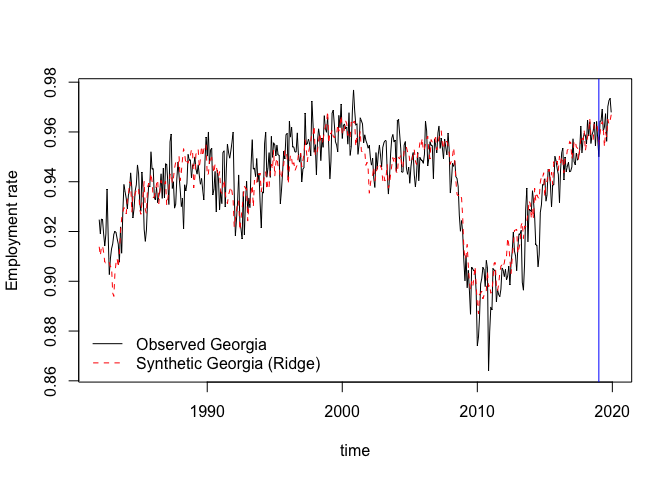 0.98
0.96
0.94
0.92
0.90
0.88
0.86
Employment rate
Observed Georgia
Synthetic Georgia (Ridge)
1990
2000
2010
2020
time